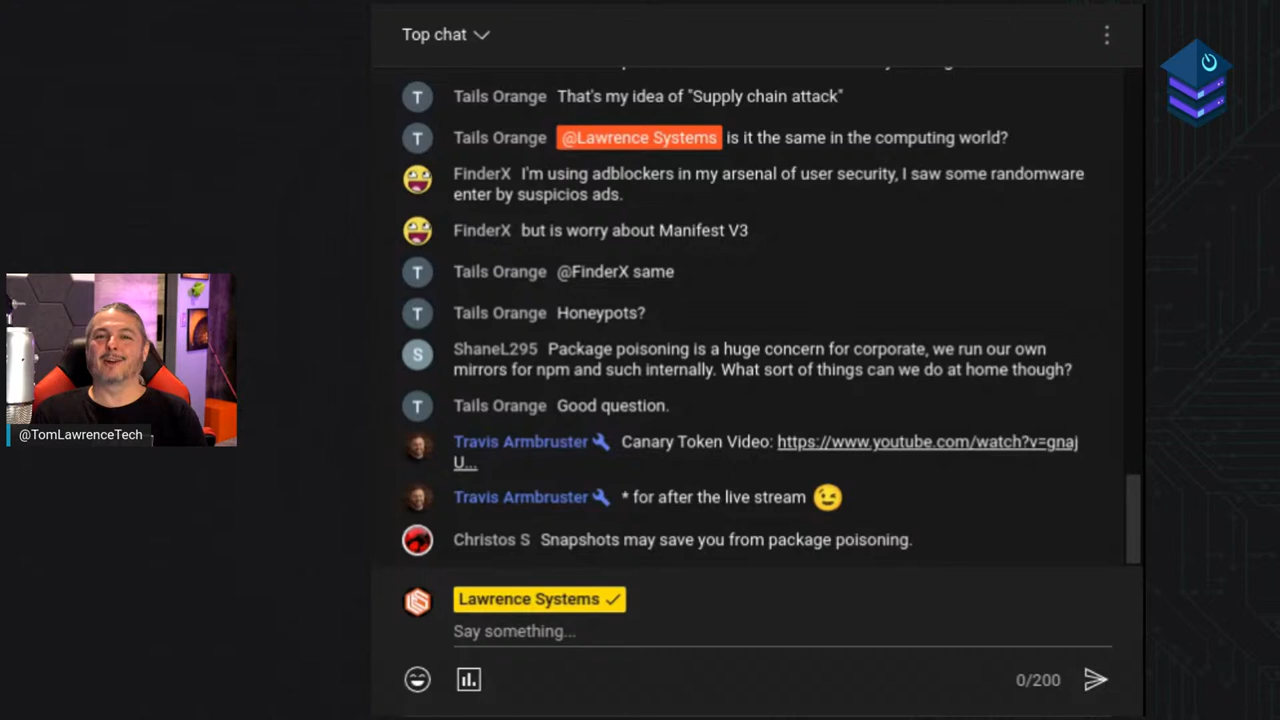 Top chat
Tails Orange That's my idea of "Supply chain attack"
Tails Orange @Lawrence Systems is it the same in the computing world?
FinderX I'm using adblockers in my arsenal of user security, I saw some randomware
enter by suspicios ads.
FinderX but is worry about Manifest V3
Tails Orange @FinderX same
Tails Orange Honeypots?
ShaneL295 Package poisoning is a huge concern for corporate, we run our own
mirrors for npm and such internally. What sort of things can we do at home though?
Tails Orange Good question.
Travis Armbruster Canary Token Video: https://www.youtube.com/watch?v=gnaj
U...
Travis Armbruster * for after the live stream
Christos S Snapshots may save you from package poisoning.
Lawrence Systems
Say something...
0/200
@TomLawrenceTech